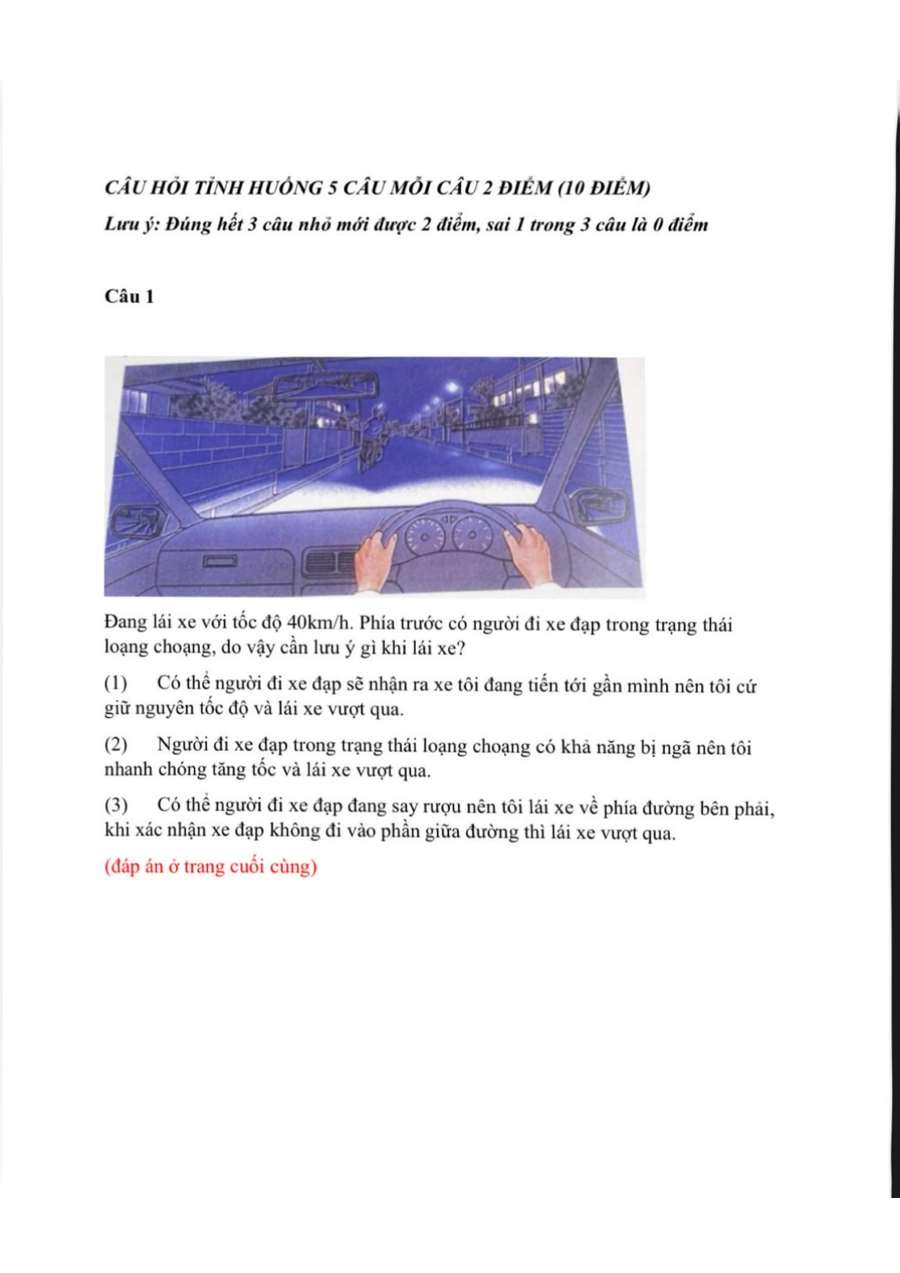 CÂU HỎI TÌNH HUỐNG 5 CÂU MỖI CÂU 2 ĐIỂM (10 ĐIỂM)
Lưu ý: Đúng hết 3 câu nhỏ mới được 2 điểm, sai 1 trong 3 câu là 0 điểm
Câu 1
Đang lái xe với tốc độ 40km/h. Phía trước có người đi xe đạp trong trạng thái
loạng choạng, do vậy cần lưu ý gì khi lái xe?
(1) Có thể người đi xe đạp sẽ nhận ra xe tôi đang tiến tới gần mình nên tôi cứ
giữ nguyên tốc độ và lái xe vượt qua.
(2) Người đi xe đạp trong trạng thái loạng choạng có khả năng bị ngã nên tôi
nhanh chóng tăng tốc và lái xe vượt qua.
(3) Có thể người đi xe đạp đang say rượu nên tôi lái xe về phía đường bên phải,
khi xác nhận xe đạp không đi vào phần giữa đường thì lái xe vượt qua.
(đáp án ở trang cuối cùng)